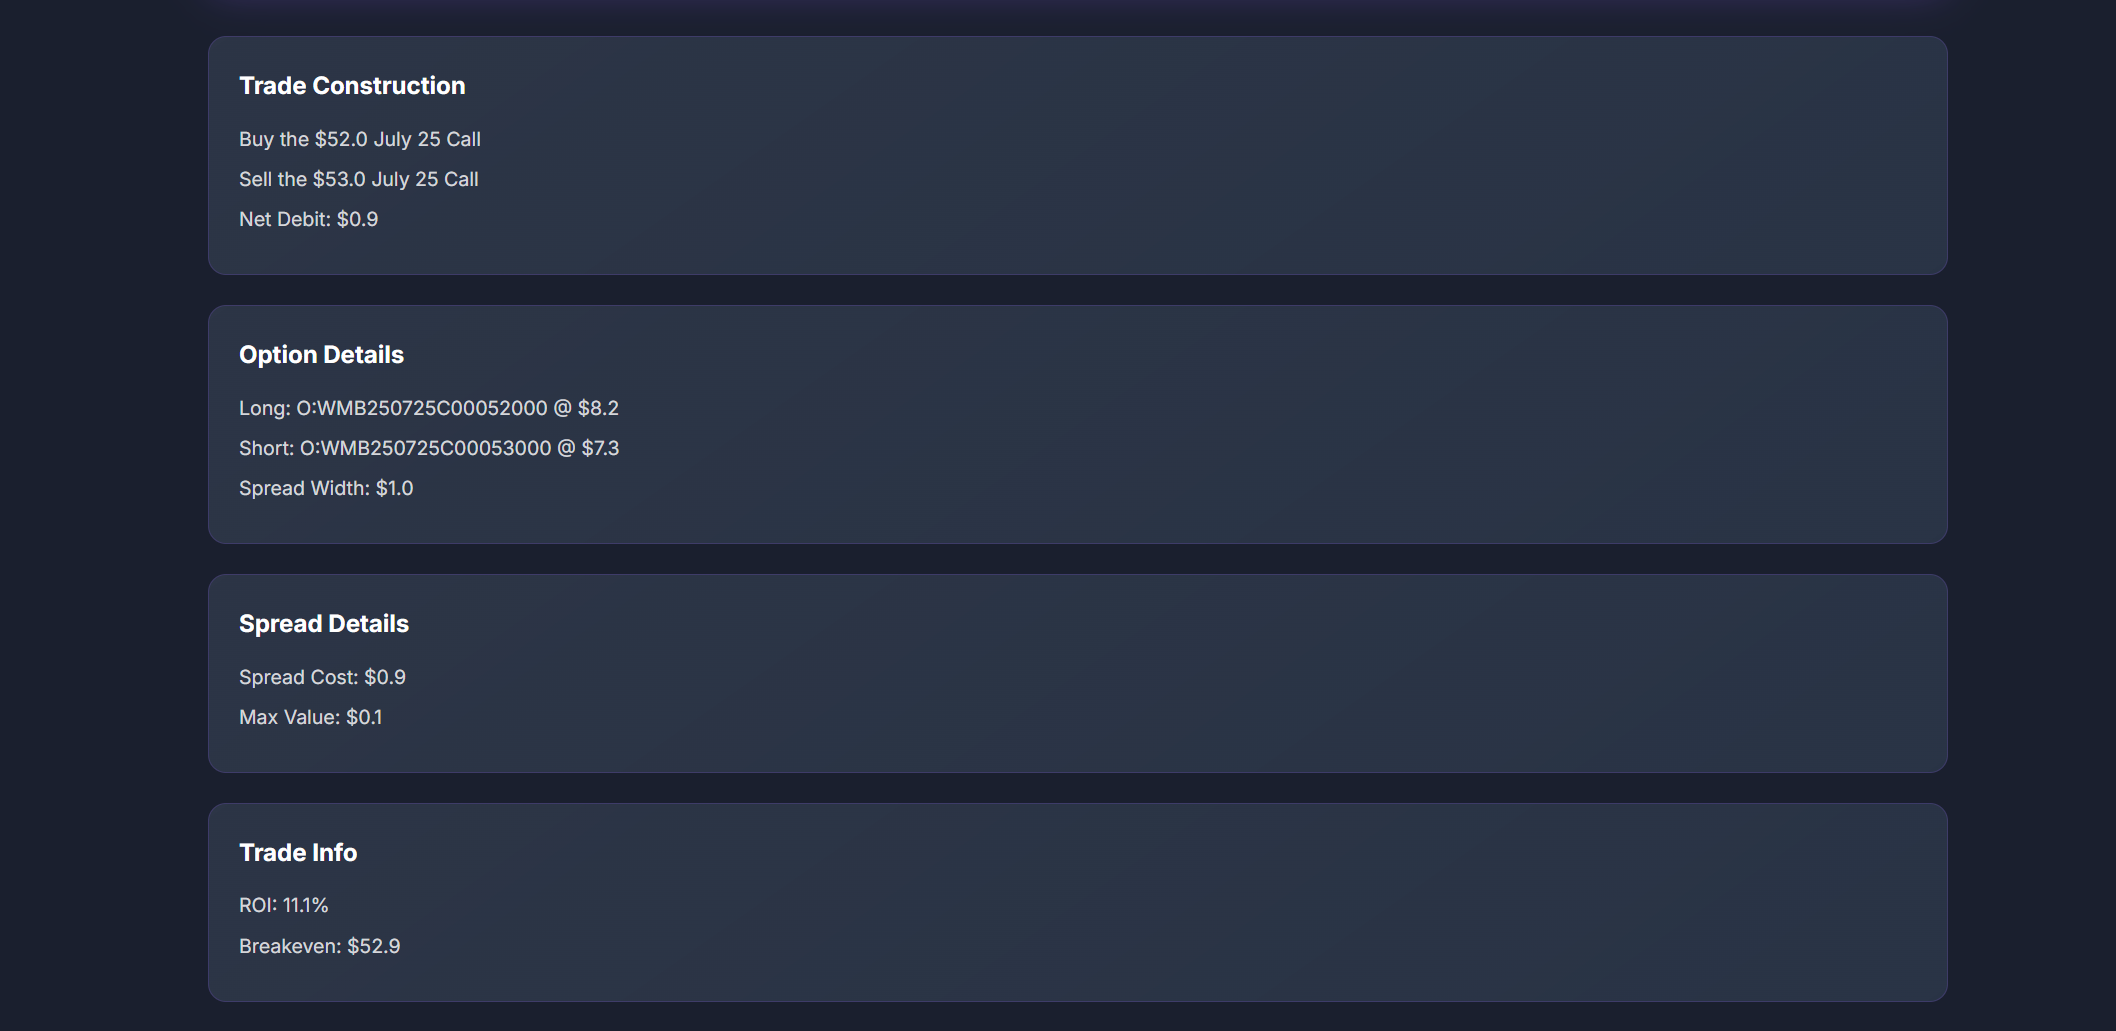 Trade Construction
Buy the $52.0 July 25 Call
Sell the $53.0 July 25 Call
Net Debit: $0.9
Option Details
Long: O:WMB250725C00052000 @ $8.2
Short: O:WMB250725C00053000 @ $7.3
Spread Width: $1.0
Spread Details
Spread Cost: $0.9
Max Value: $0.1
Trade Info
ROI: 11.1%
Breakeven: $52.9